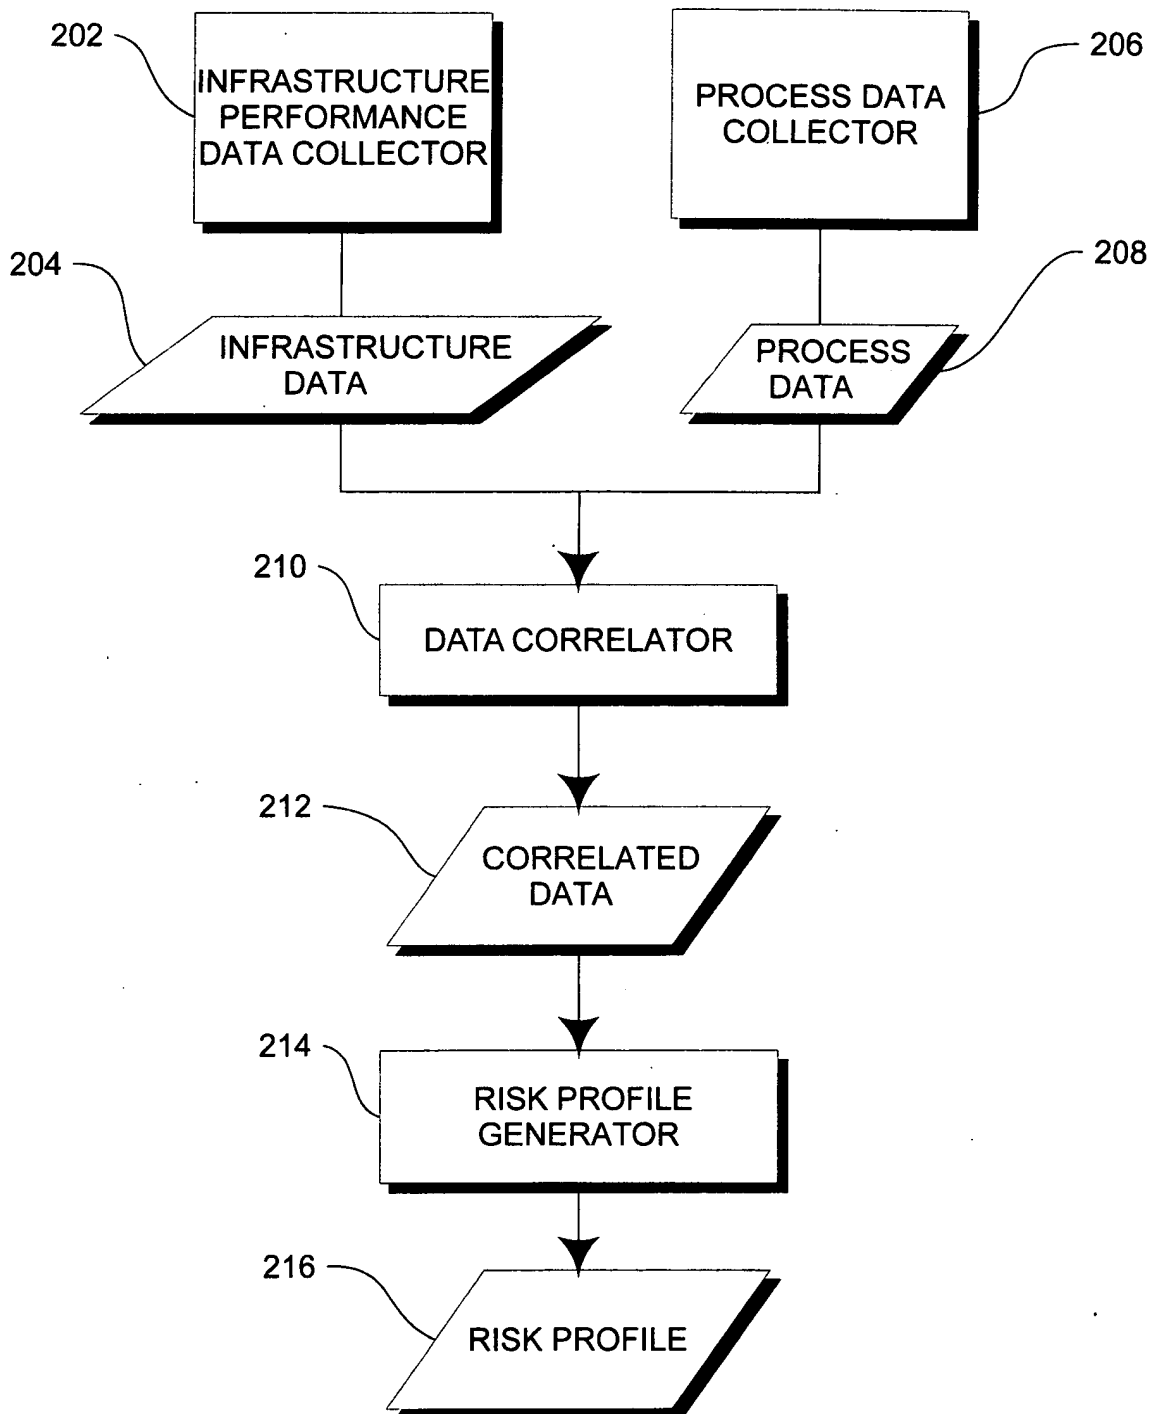 202
INFRASTRUCTURE
PERFORMANCE
DATA COLLECTOR
206
PROCESS DATA
COLLECTOR
204
INFRASTRUCTURE
DATA
208
PROCESS
DATA
210
DATA CORRELATOR
212
CORRELATED
DATA
214
RISK PROFILE
GENERATOR
216
RISK PROFILE